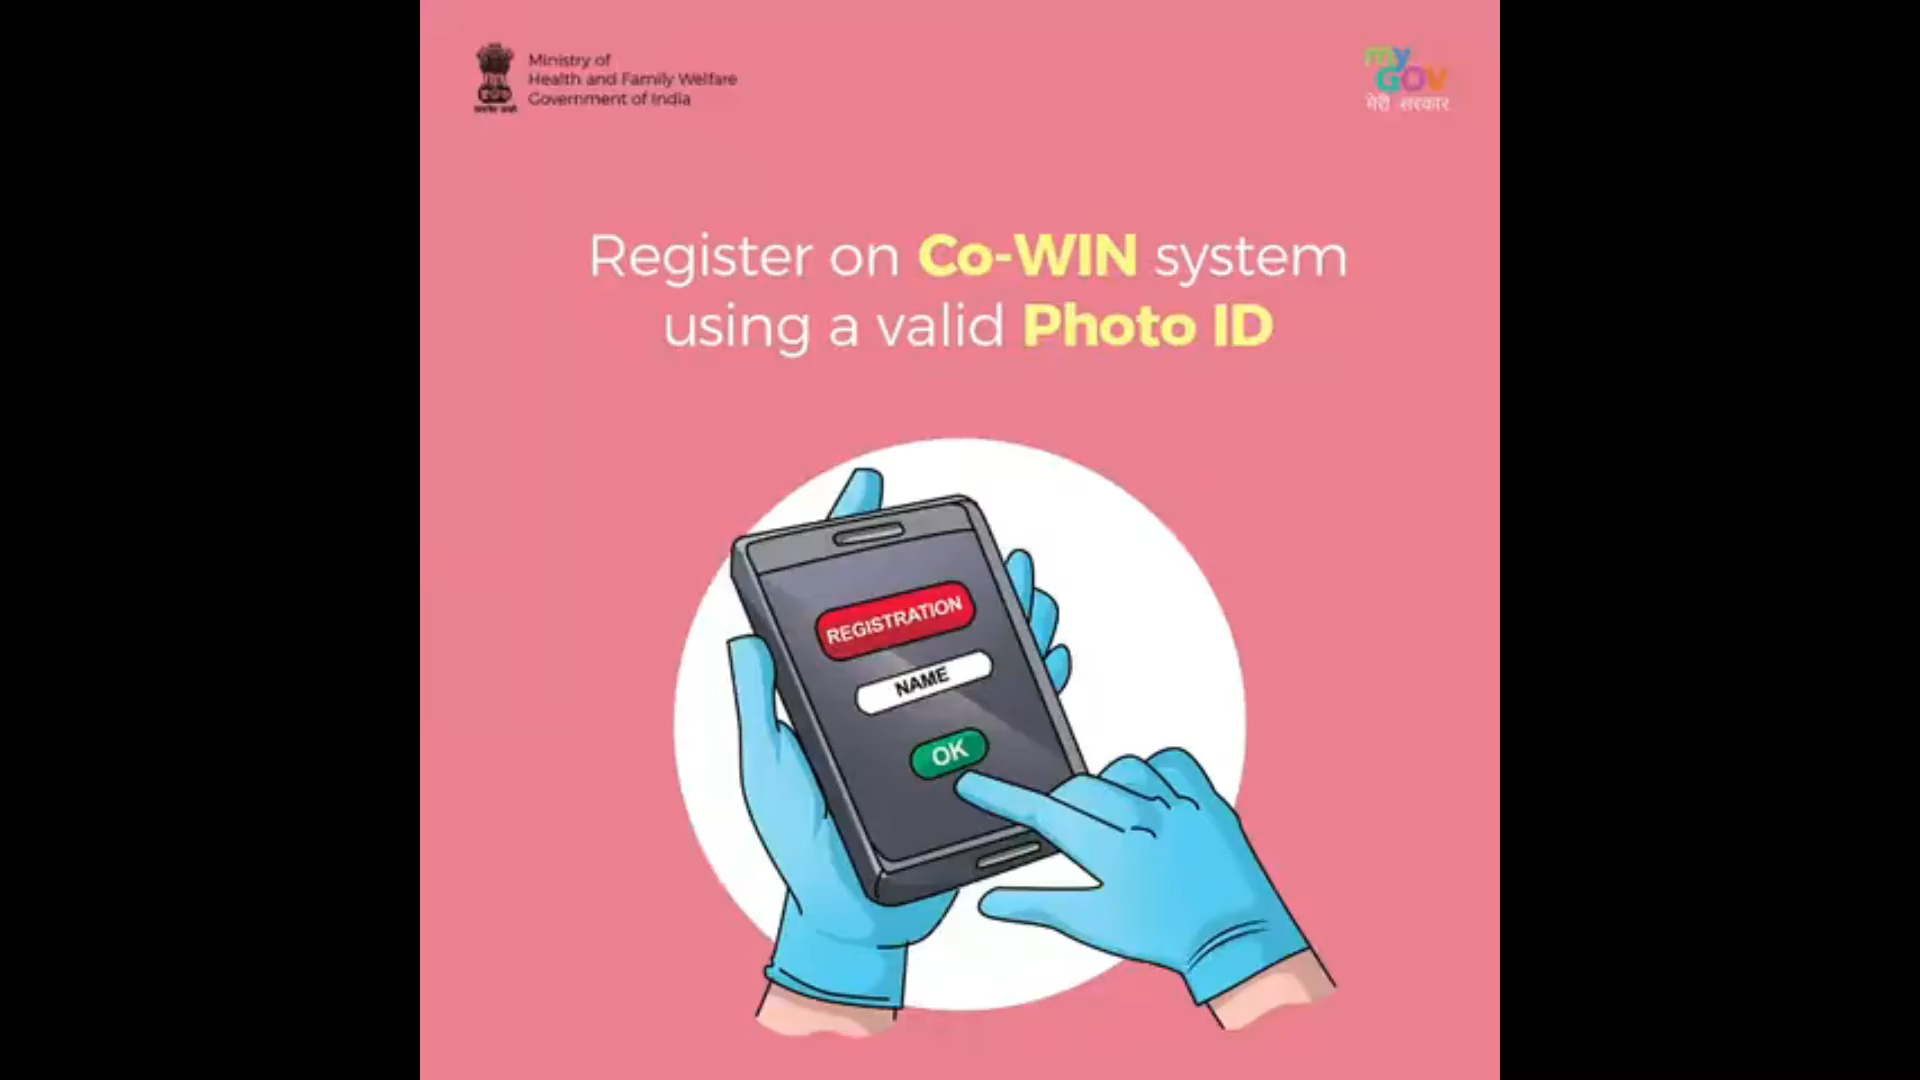 Ministry of
Health and Family Welfare
Government of India
my
GOV
मेरी सरकार
Register on Co-WIN system
using a valid Photo ID
REGISTRATION
NAME
OK